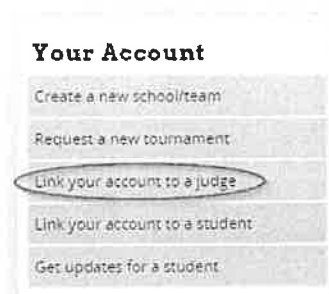 Your Account
Create a new school/team
Request a new tournament
Link your account to a judge
Link your account to a student
Get updates for a student